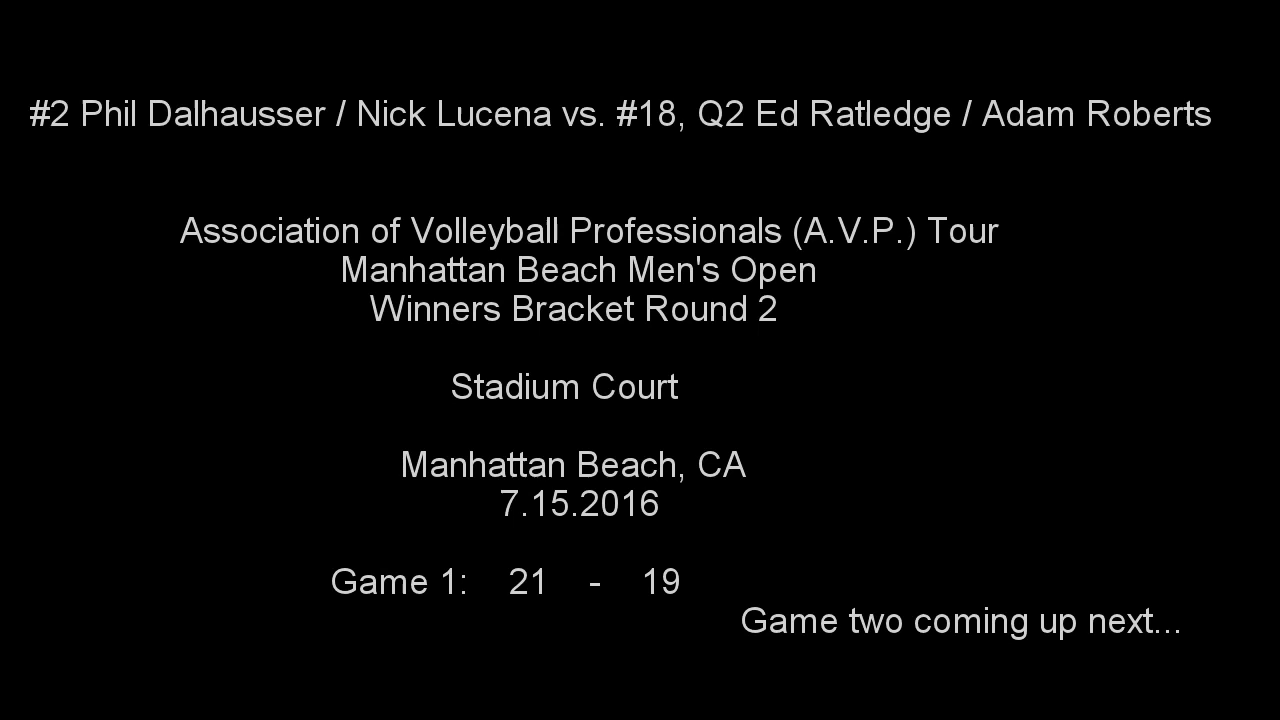 #2 Phil Dalhausser / Nick Lucena vs. #18, Q2 Ed Ratledge / Adam Roberts
Association of Volleyball Professionals (A.V.P.) Tour
Manhattan Beach Men's Open
Winners Bracket Round 2
Stadium Court
Manhattan Beach, CA
7.15.2016
Game 1: 21 - 19
Game two coming up next...